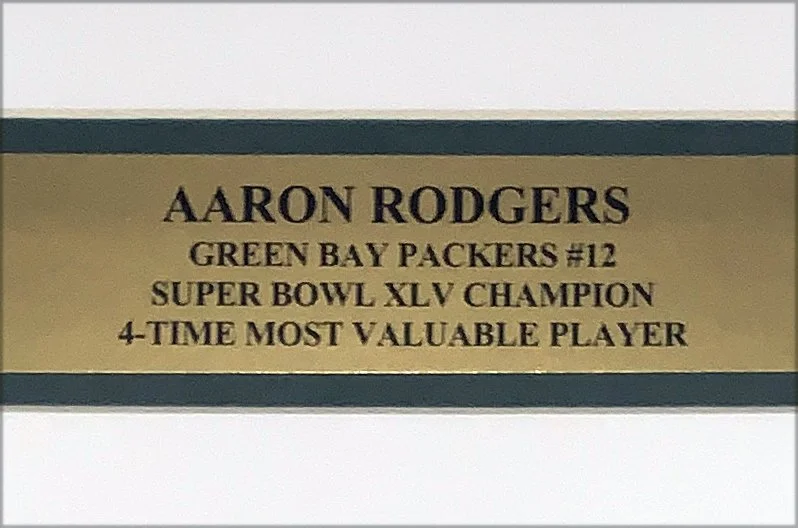 AARON RODGERS
GREEN BAY PACKERS #12
SUPER BOWL XLV CHAMPION
4-TIME MOST VALUABLE PLAYER